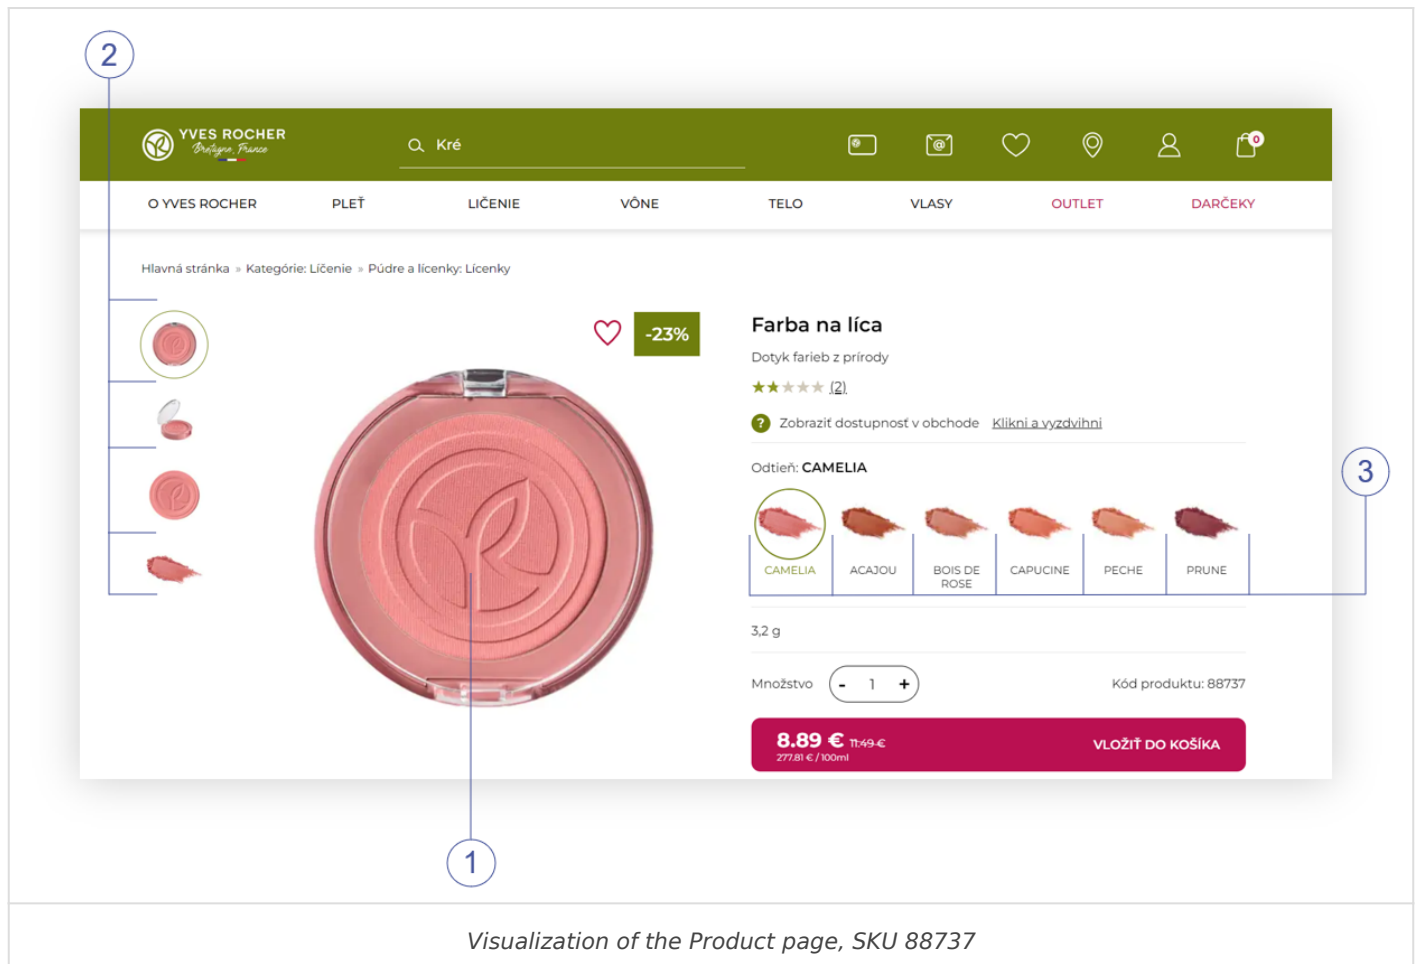 2
YVES ROCHER
Bretagne, France
Kré
0
O YVES ROCHER PLEŤ LIČENIE VÔNE TELO VLASY OUTLET DARČEKY
Hlavná stránka » Kategórie: Líčenie » Púdre a lícenky: Lícenky
-23%
Farba na líca
Dotyk farieb z prírody
(2)
? Zobraziť dostupnosť v obchode Klikni a vyzdvihni
Odtieň: CAMELIA
3
CAMELIA ACAJOU BOIS DE ROSE CAPUCINE PECHE PRUNE
3,2 g
Množstvo - 1 + Kód produktu: 88737
8.89 € 11.49 € VLOŽIŤ DO KOŠÍKA
277.81 € / 100ml
1
Visualization of the Product page, SKU 88737